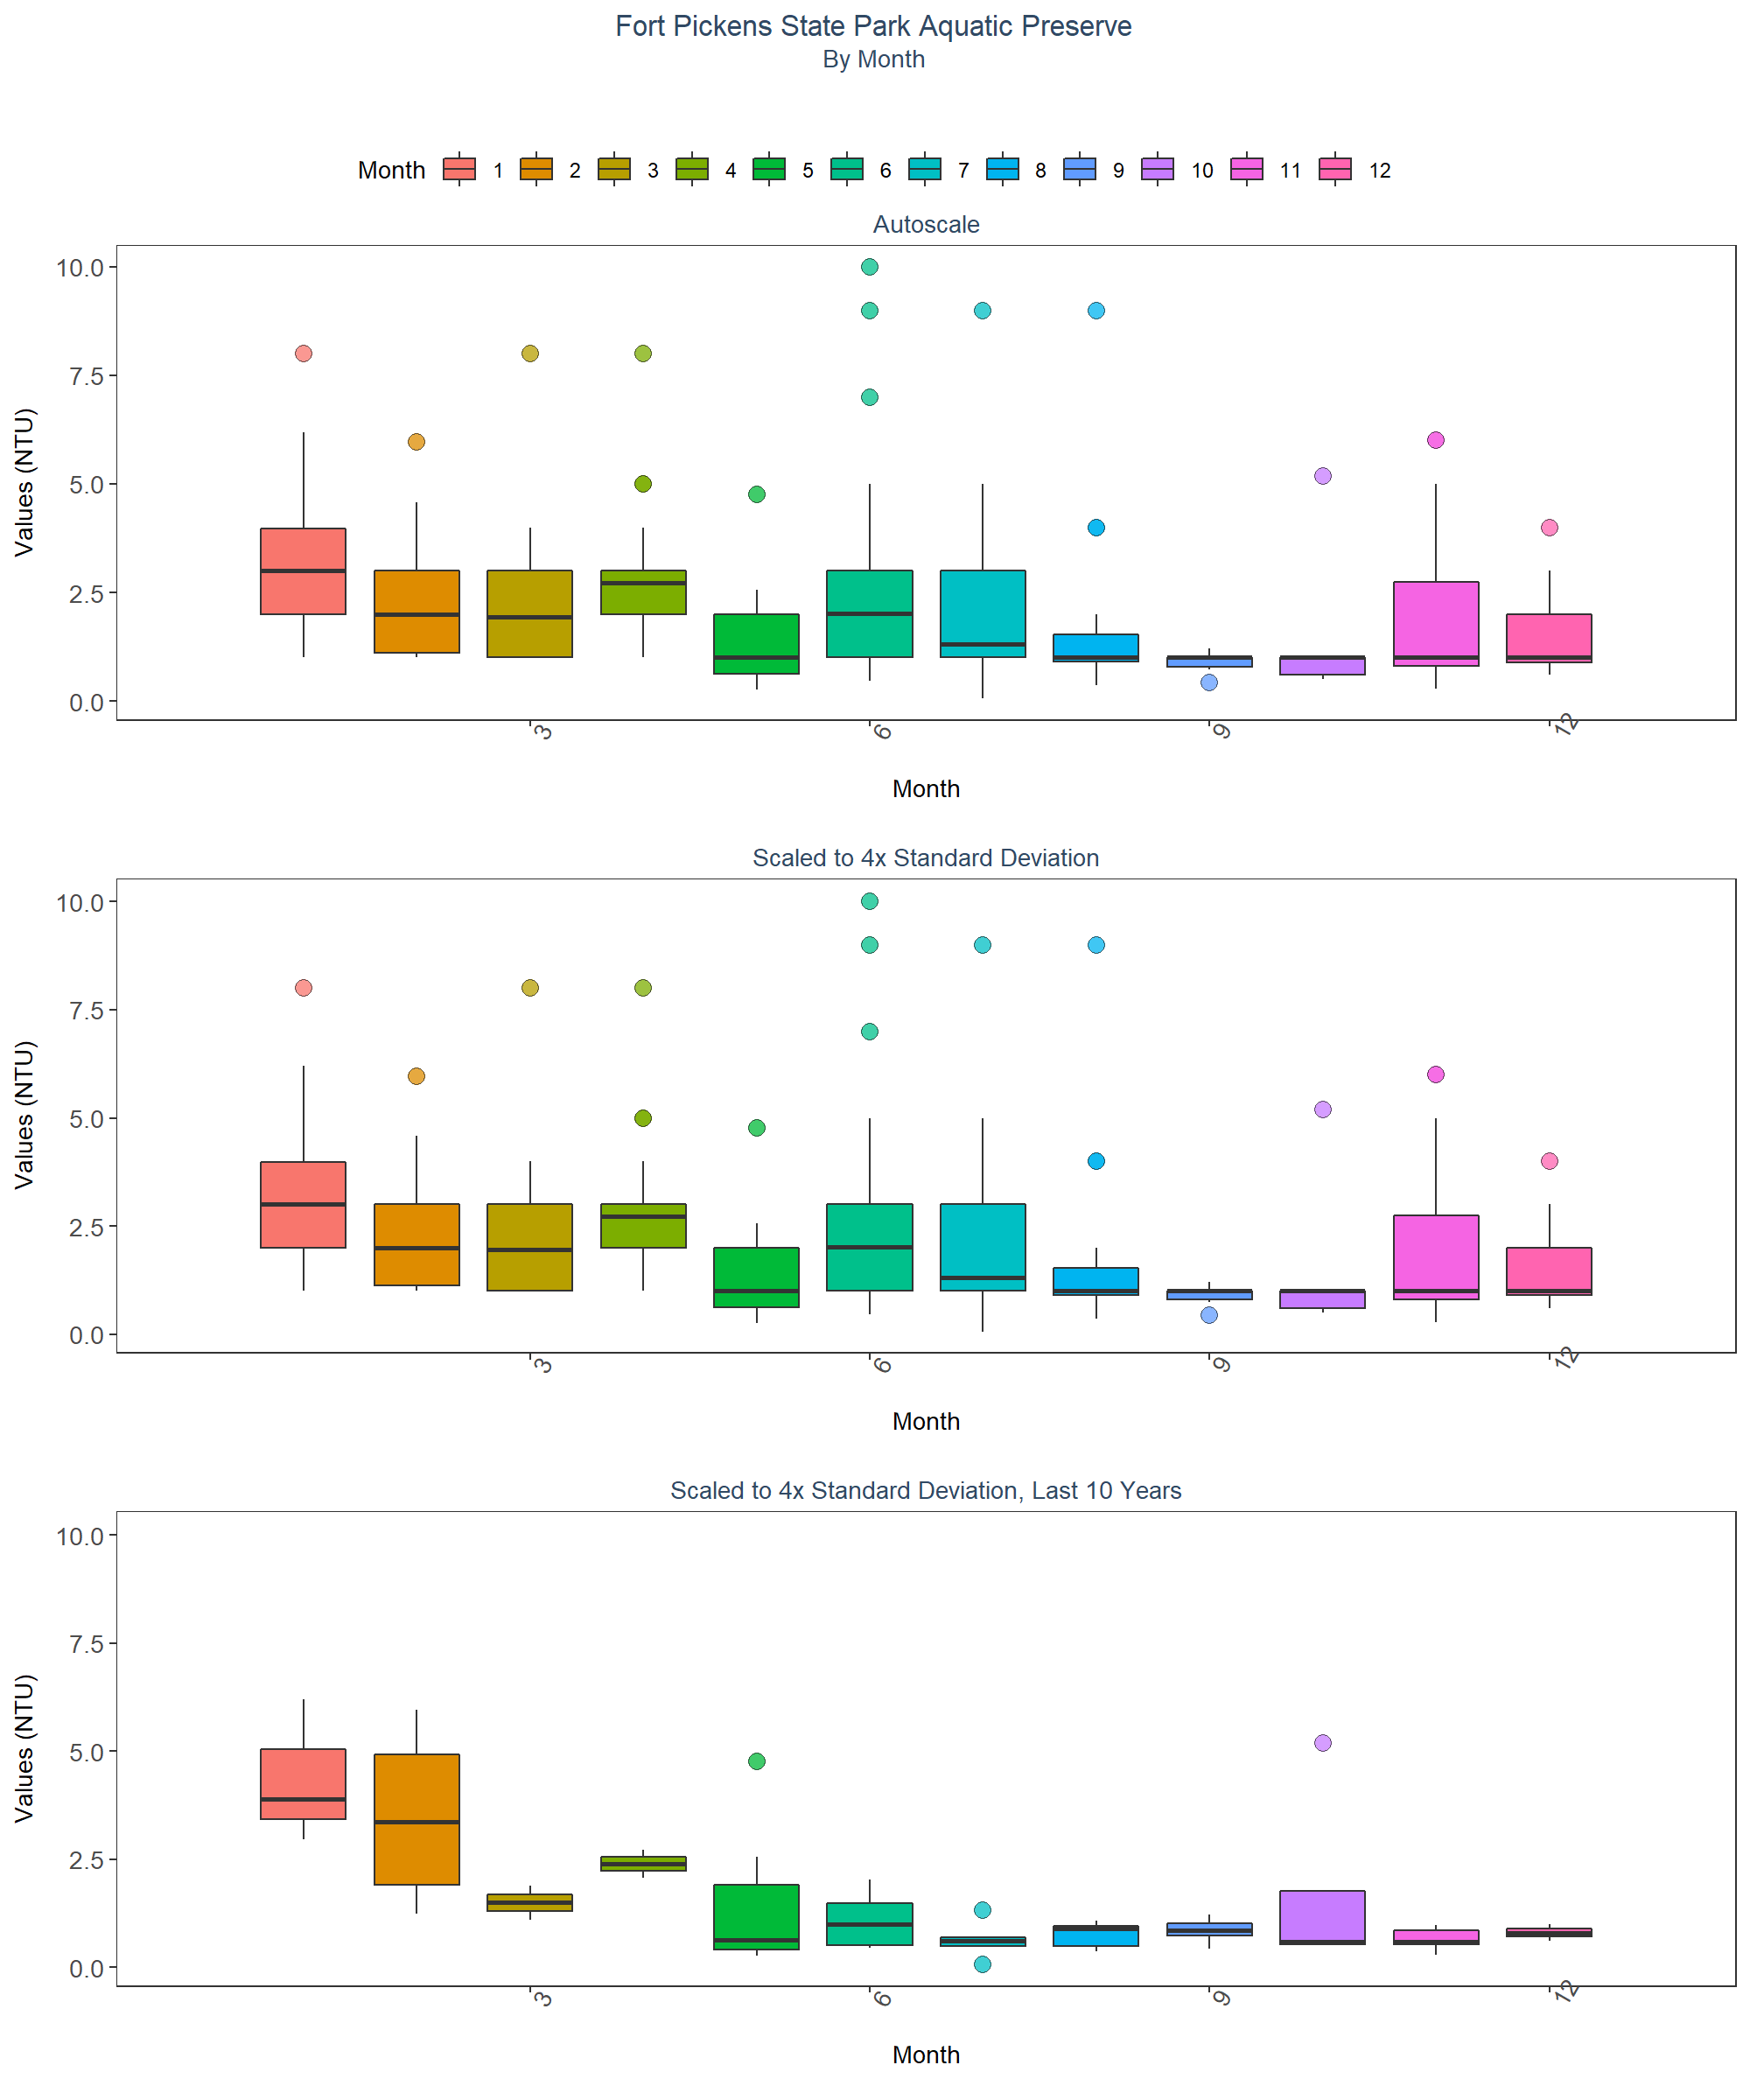 Fort Pickens State Park Aquatic Preserve
By Month
Month 1 2 3 4 5 6 7 8 9 10 11 12
Autoscale
Values (NTU)
10.0
7.5
5.0
2.5
0.0
3 6 9 12
Month
Scaled to 4x Standard Deviation
Values (NTU)
10.0
7.5
5.0
2.5
0.0
3 6 9 12
Month
Scaled to 4x Standard Deviation, Last 10 Years
Values (NTU)
10.0
7.5
5.0
2.5
0.0
3 6 9 12
Month